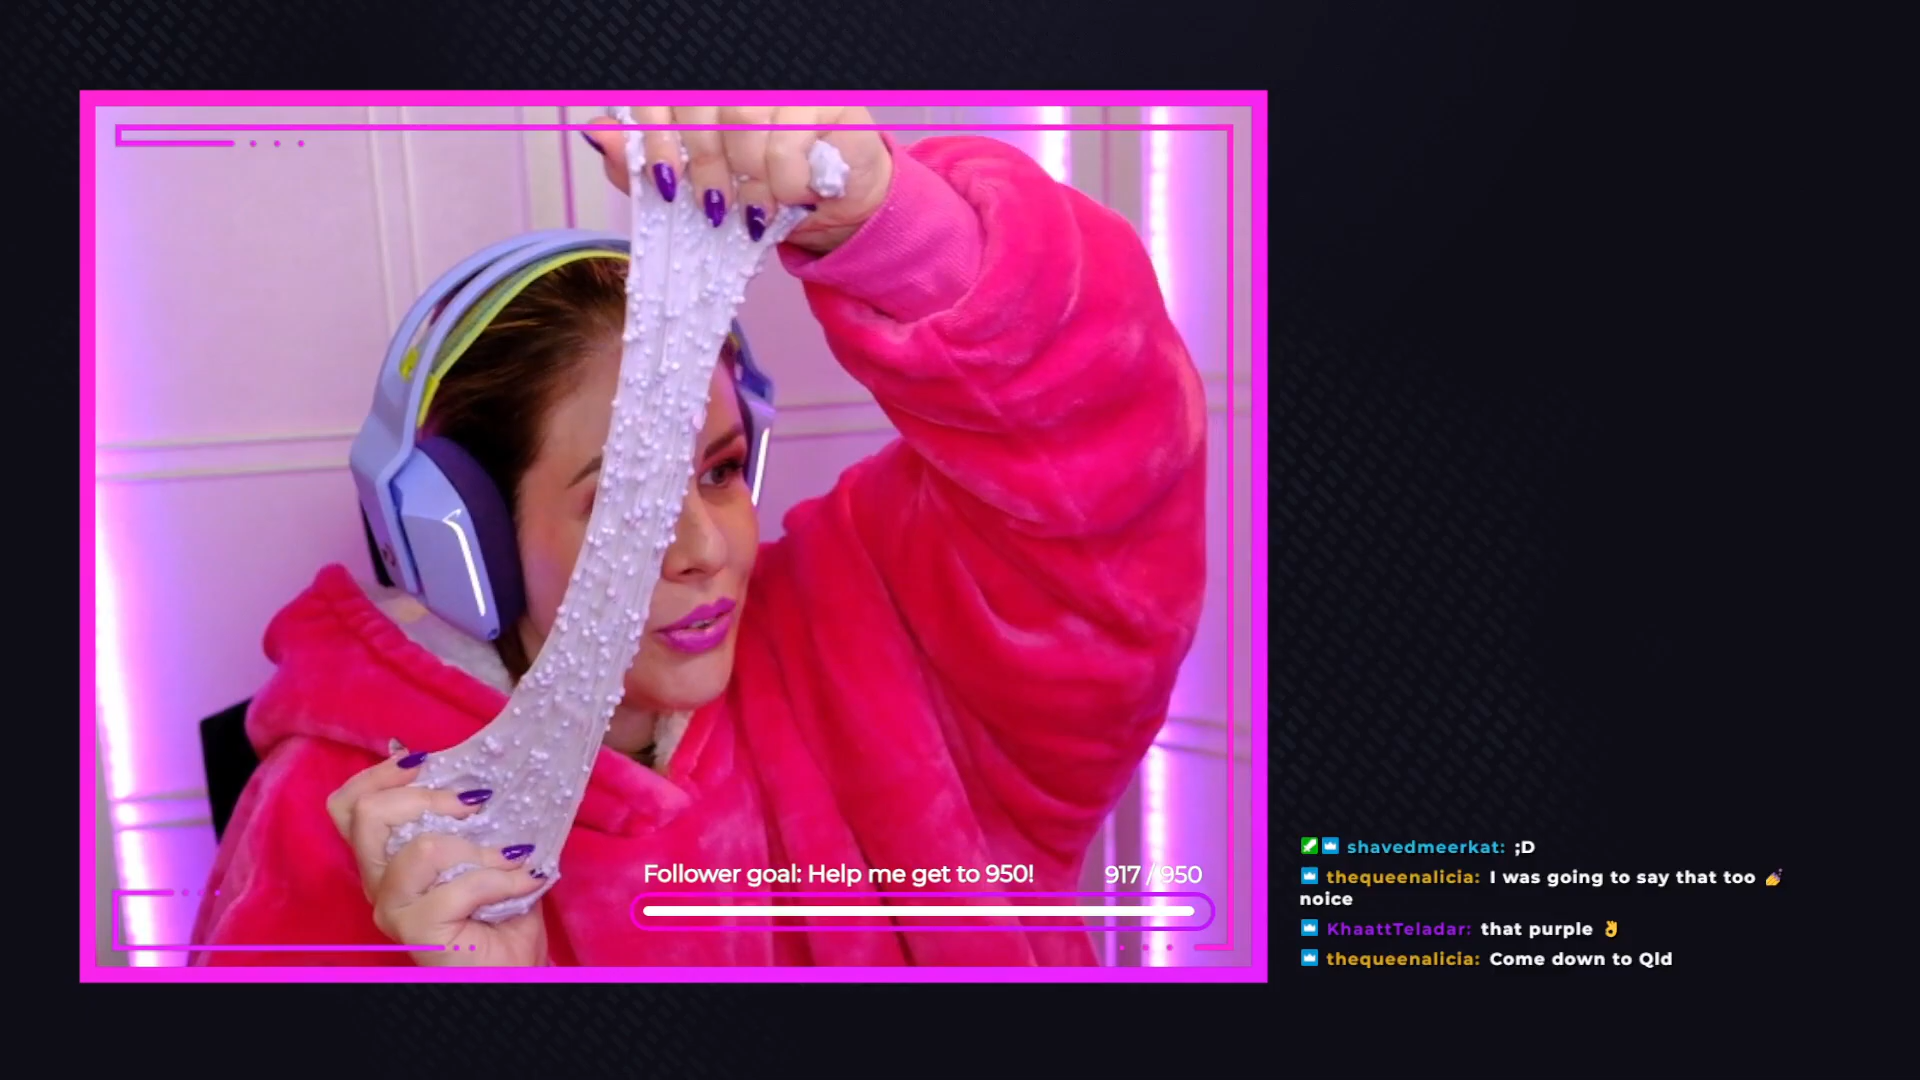 Follower goal: Help me get to 950! 917 / 950
shavedmeerkat: ;D
thequeenalicia: I was going to say that too 💅
noice
KhaattTeladar: that purple 👌
thequeenalicia: Come down to Qld